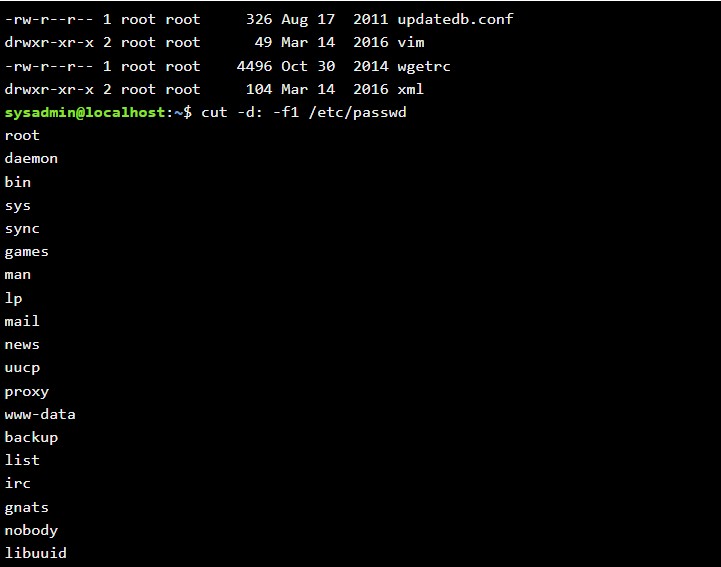 -rw-r--r-- 1 root root     326 Aug 17  2011 updatedb.conf
drwxr-xr-x 2 root root      49 Mar 14  2016 vim
-rw-r--r-- 1 root root    4496 Oct 30  2014 wgetrc
drwxr-xr-x 2 root root     104 Mar 14  2016 xml
sysadmin@localhost:~$ cut -d: -f1 /etc/passwd
root
daemon
bin
sys
sync
games
man
lp
mail
news
uucp
proxy
www-data
backup
list
irc
gnats
nobody
libuuid